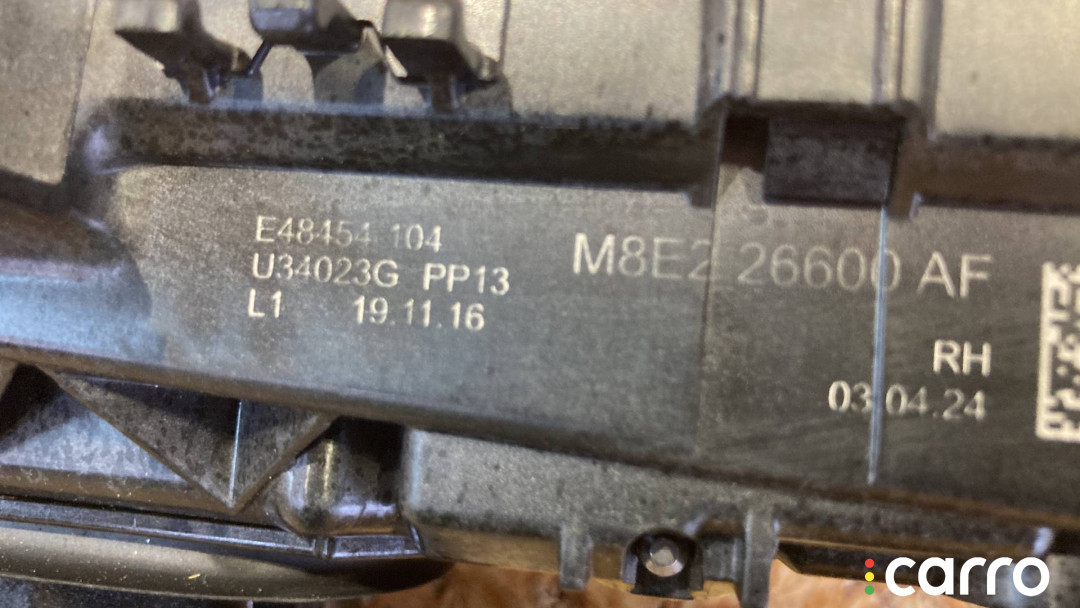 E48454 104
U34023G PP13
L1 19.11.16
M8E2 26600 AF
RH
03.04.24
carro